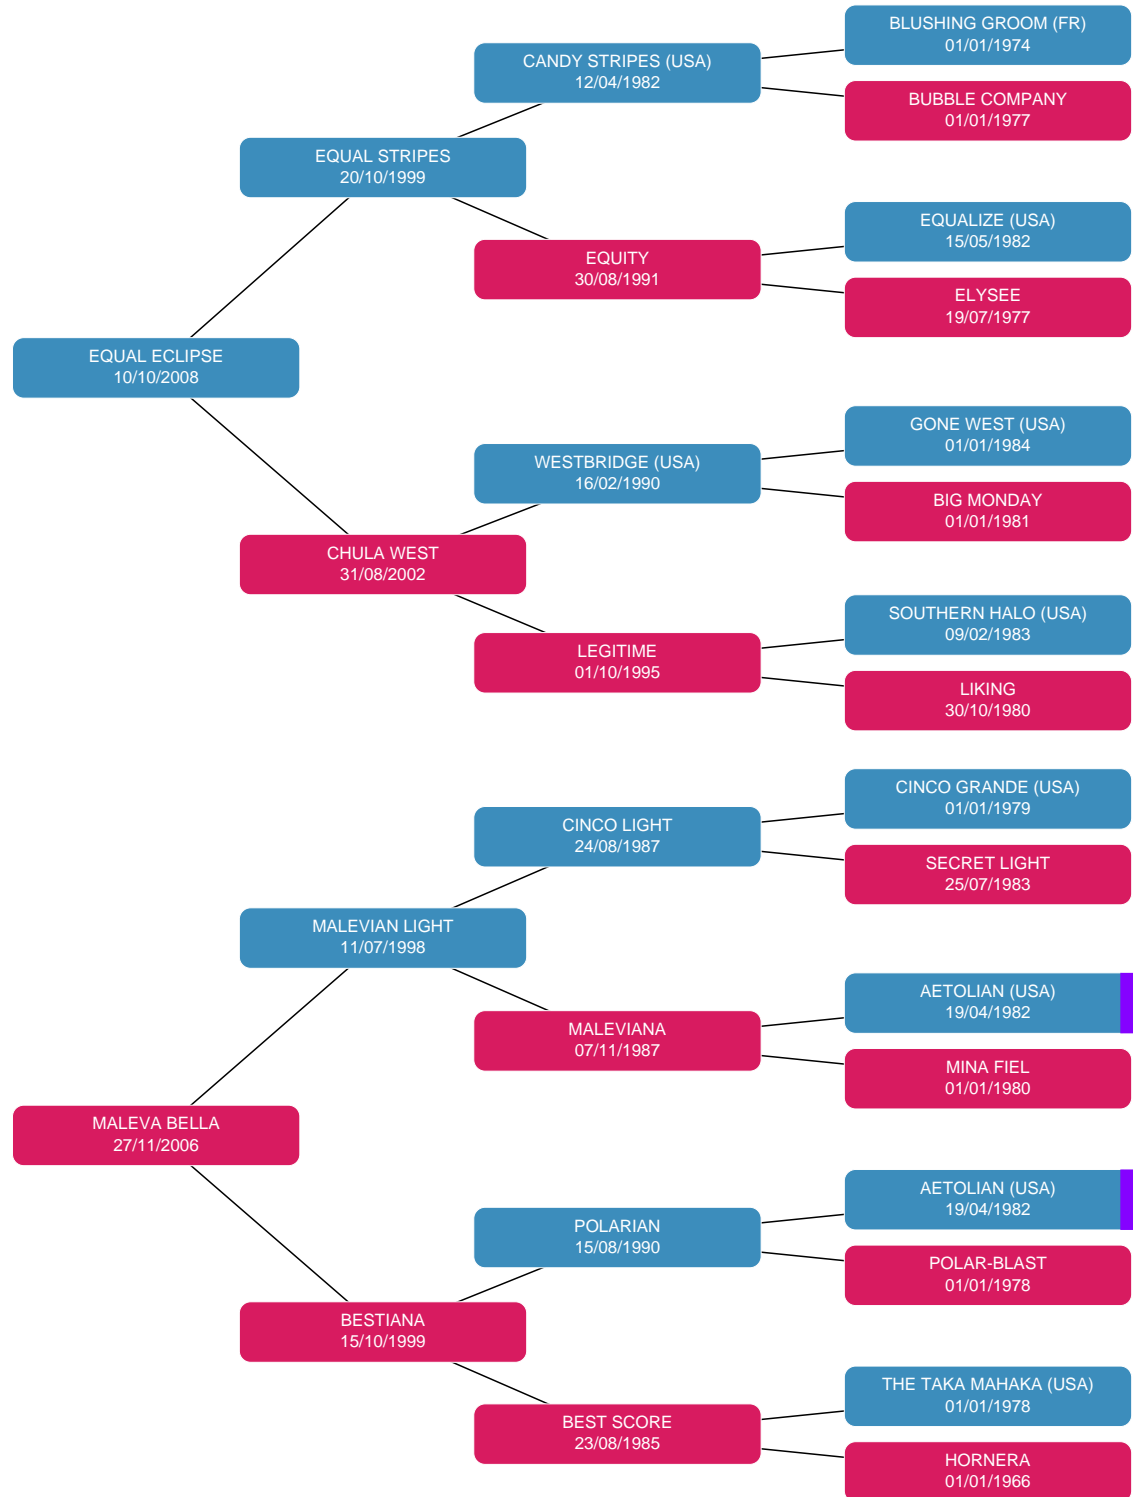 BLUSHING GROOM (FR)
01/01/1974
CANDY STRIPES (USA)
12/04/1982
BUBBLE COMPANY
01/01/1977
EQUAL STRIPES
20/10/1999
EQUALIZE (USA)
15/05/1982
EQUITY
30/08/1991
ELYSEE
19/07/1977
EQUAL ECLIPSE
10/10/2008
GONE WEST (USA)
01/01/1984
WESTBRIDGE (USA)
16/02/1990
BIG MONDAY
01/01/1981
CHULA WEST
31/08/2002
SOUTHERN HALO (USA)
09/02/1983
LEGITIME
01/10/1995
LIKING
30/10/1980
CINCO GRANDE (USA)
01/01/1979
CINCO LIGHT
24/08/1987
SECRET LIGHT
25/07/1983
MALEVIAN LIGHT
11/07/1998
AETOLIAN (USA)
19/04/1982
MALEVIANA
07/11/1987
MINA FIEL
01/01/1980
MALEVA BELLA
27/11/2006
AETOLIAN (USA)
19/04/1982
POLARIAN
15/08/1990
POLAR-BLAST
01/01/1978
BESTIANA
15/10/1999
THE TAKA MAHAKA (USA)
01/01/1978
BEST SCORE
23/08/1985
HORNERA
01/01/1966